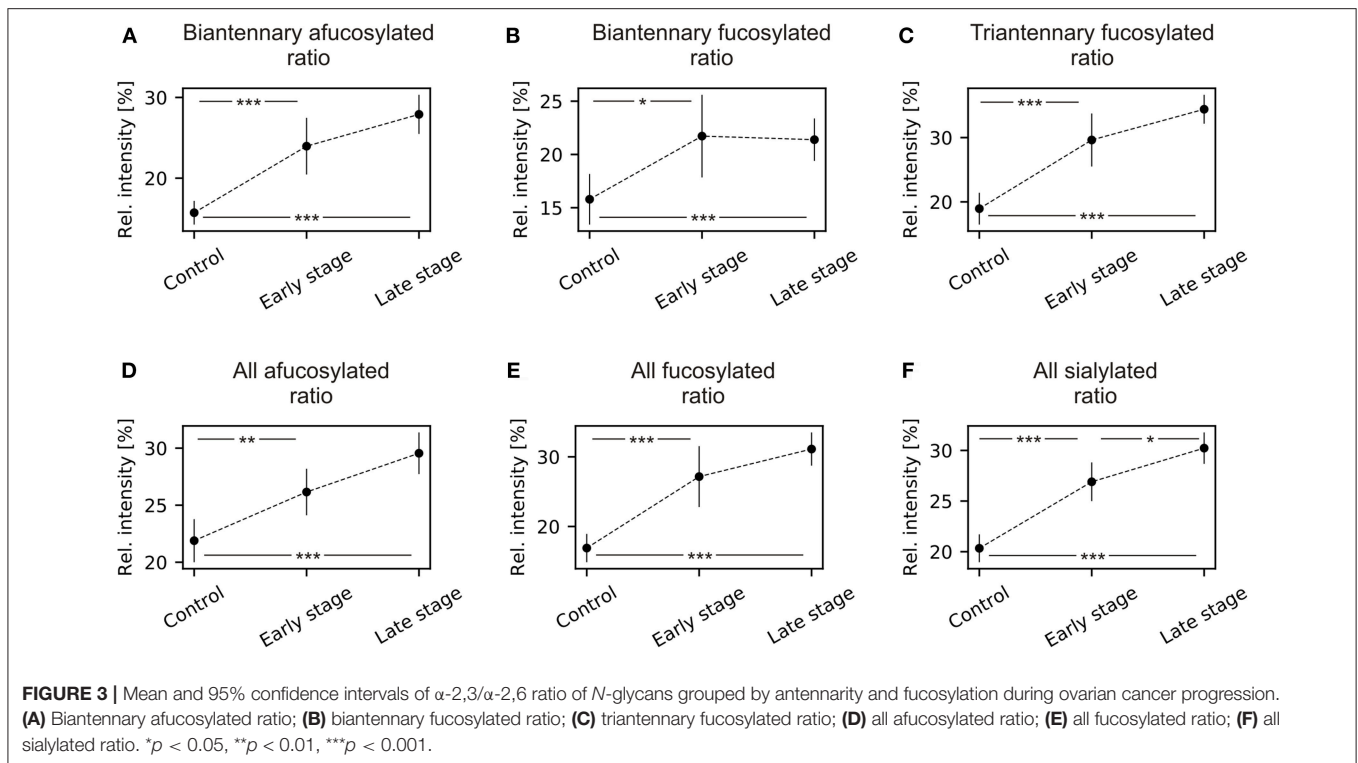 A Biantennary afucosylated
ratio
Rel. intensity [%]
30
20
***
***
Control
Early stage
Late stage
B Biantennary fucosylated
ratio
Rel. intensity [%]
25
20
15
*
***
Control
Early stage
Late stage
C Triantennary fucosylated
ratio
Rel. intensity [%]
30
20
***
***
Control
Early stage
Late stage
D All afucosylated
ratio
Rel. intensity [%]
30
25
20
**
***
Control
Early stage
Late stage
E All fucosylated
ratio
Rel. intensity [%]
30
20
***
***
Control
Early stage
Late stage
F All sialylated
ratio
Rel. intensity [%]
30
25
20
*** *
***
Control
Early stage
Late stage
FIGURE 3 | Mean and 95% confidence intervals of α-2,3/α-2,6 ratio of N-glycans grouped by antennarity and fucosylation during ovarian cancer progression.
(A) Biantennary afucosylated ratio; (B) biantennary fucosylated ratio; (C) triantennary fucosylated ratio; (D) all afucosylated ratio; (E) all fucosylated ratio; (F) all
sialylated ratio. *p < 0.05, **p < 0.01, ***p < 0.001.